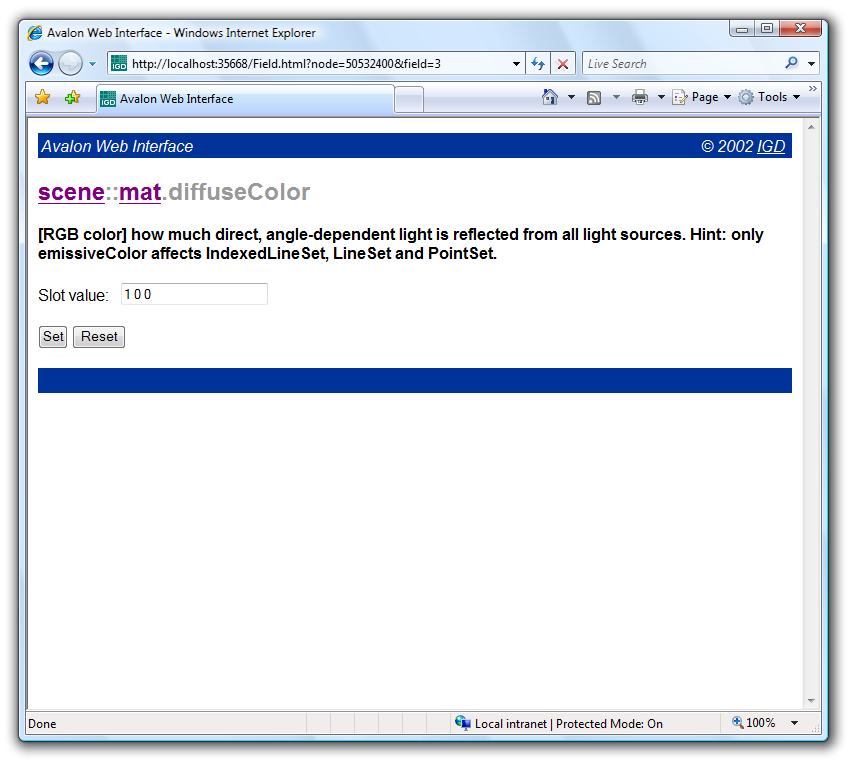 Avalon Web Interface - Windows Internet Explorer
IGD http://localhost:35668/Field.html?node=50532400&field=3 Live Search
IGD Avalon Web Interface Page Tools »
Avalon Web Interface © 2002 IGD
scene::mat.diffuseColor
[RGB color] how much direct, angle-dependent light is reflected from all light sources. Hint: only
emissiveColor affects IndexedLineSet, LineSet and PointSet.
Slot value: 1 0 0
Set Reset
Done Local intranet | Protected Mode: On 100%